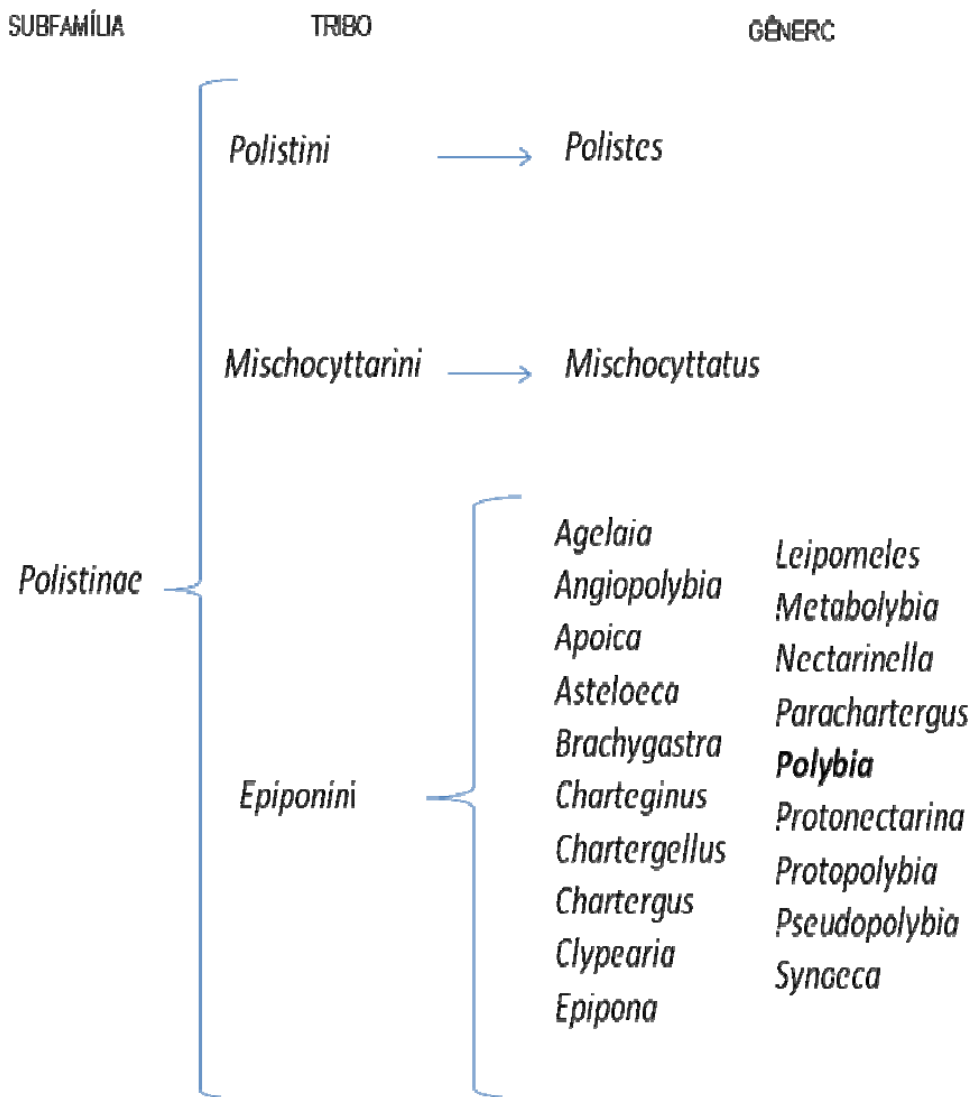 SUBFAMÍLIA TRIBO GÊNERC
Polistini Polistes
Mischocyttarini Mischocyttatus
Polistinae
Epiponini
Agelaia
Angiopolybia
Apoica
Asteloeca
Brachygastra
Charteginus
Chartergellus
Chartergus
Clypearia
Epipona
Leipomeles
Metabolybia
Nectarinella
Parachartergus
Polybia
Protonectarina
Protopolybia
Pseudopolybia
Synoeca